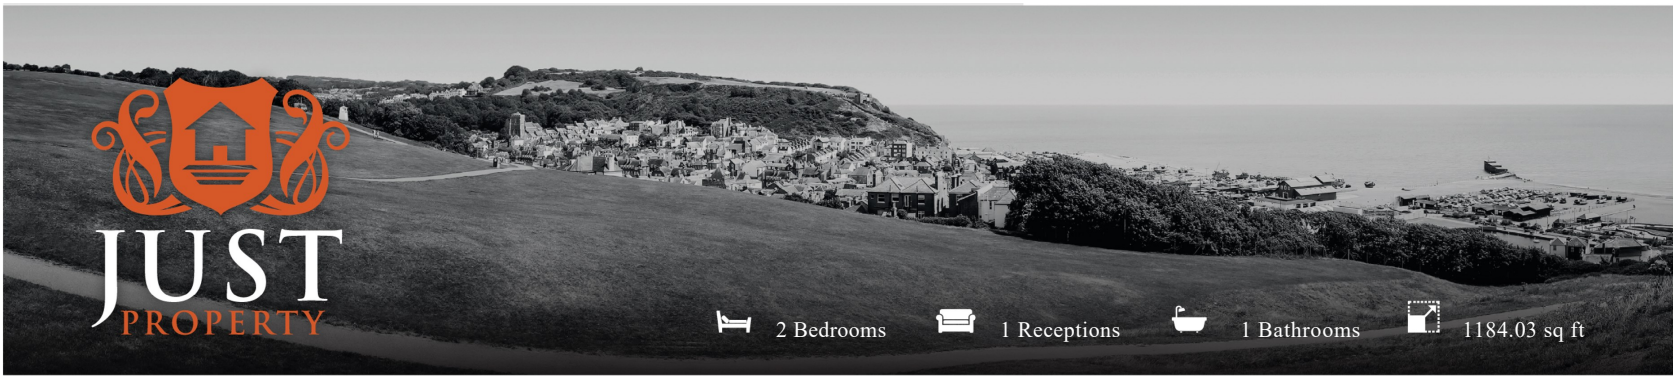 JUST
PROPERTY
2 Bedrooms
1 Receptions
1 Bathrooms
1184.03 sq ft